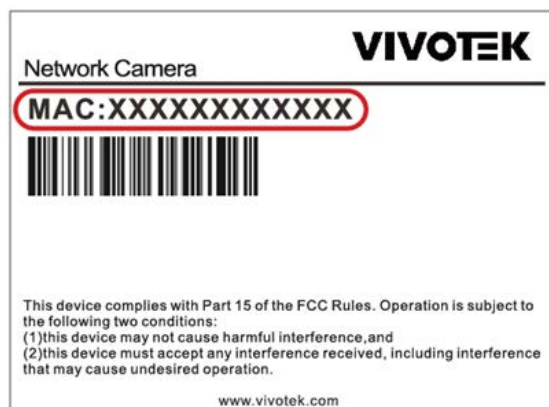 VIVOTEK
Network Camera
MAC:XXXXXXXXXXXX
This device complies with Part 15 of the FCC Rules. Operation is subject to
the following two conditions:
(1)this device may not cause harmful interference,and
(2)this device must accept any interference received, including interference
that may cause undesired operation.
www.vivotek.com